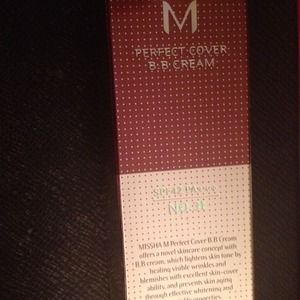 M
PERFECT COVER
B.B CREAM
SPF42 PA+++
MISSHA M Perfect Cover B.B Cream
offers a novel skincare concept with
B.B cream, which lightens skin tone by
healing visible wrinkles and
blemishes with excellent skin-cover
ability, and prevents skin aging
through effective whitening and